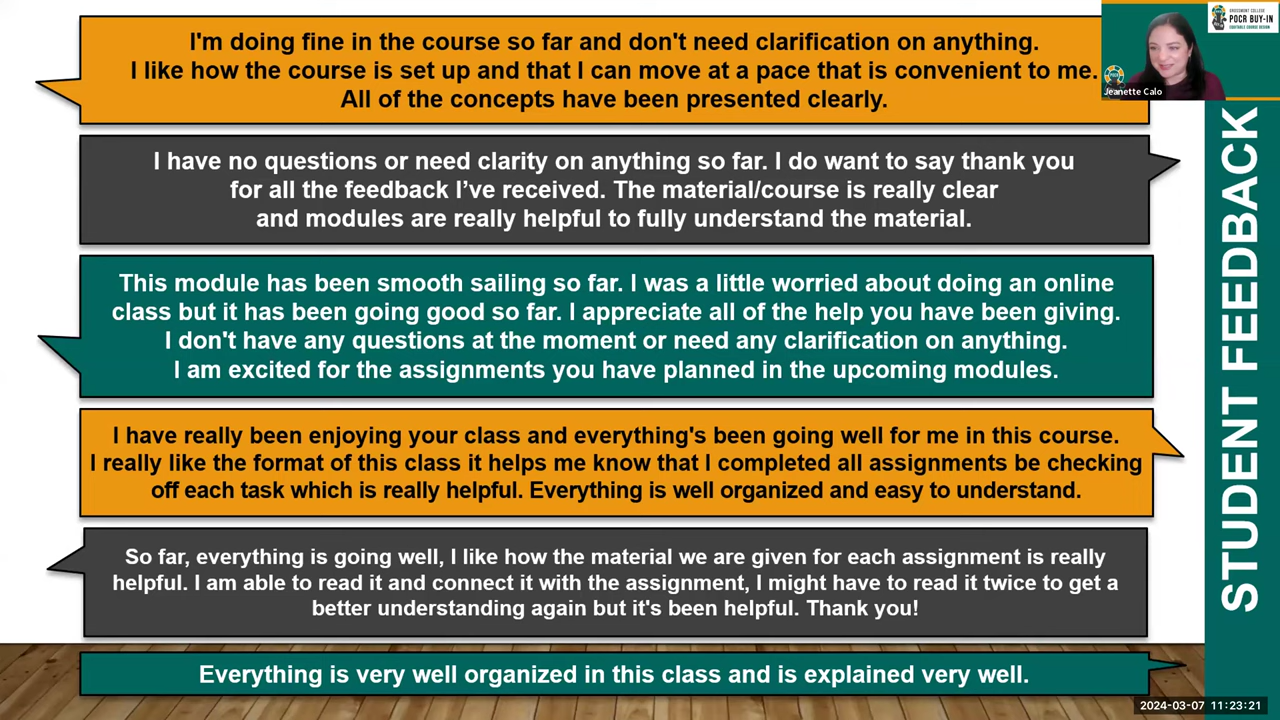 I'm doing fine in the course so far and don't need clarification on anything.
I like how the course is set up and that I can move at a pace that is convenient to me.
All of the concepts have been presented clearly.
I have no questions or need clarity on anything so far. I do want to say thank you
for all the feedback I’ve received. The material/course is really clear
and modules are really helpful to fully understand the material.
This module has been smooth sailing so far. I was a little worried about doing an online
class but it has been going good so far. I appreciate all of the help you have been giving.
I don't have any questions at the moment or need any clarification on anything.
I am excited for the assignments you have planned in the upcoming modules.
I have really been enjoying your class and everything's been going well for me in this course.
I really like the format of this class it helps me know that I completed all assignments be checking
off each task which is really helpful. Everything is well organized and easy to understand.
So far, everything is going well, I like how the material we are given for each assignment is really
helpful. I am able to read it and connect it with the assignment, I might have to read it twice to get a
better understanding again but it's been helpful. Thank you!
Everything is very well organized in this class and is explained very well.
STUDENT FEEDBACK
Jeanette Calo
POCR BUY-IN
2024-03-07 11:23:21